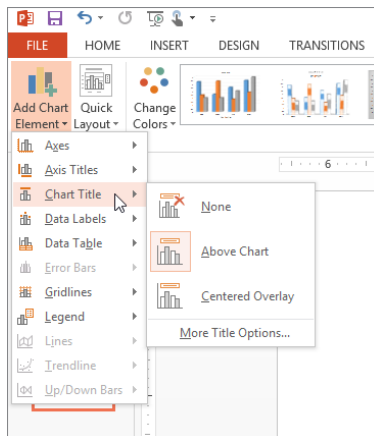 FILE HOME INSERT DESIGN TRANSITIONS
Add Chart Quick Change
Element Layout Colors
6
Axes
Axis Titles
Chart Title
Data Labels
Data Table
Error Bars
Gridlines
Legend
Lines
Trendline
Up/Down Bars
None
Above Chart
Centered Overlay
More Title Options...